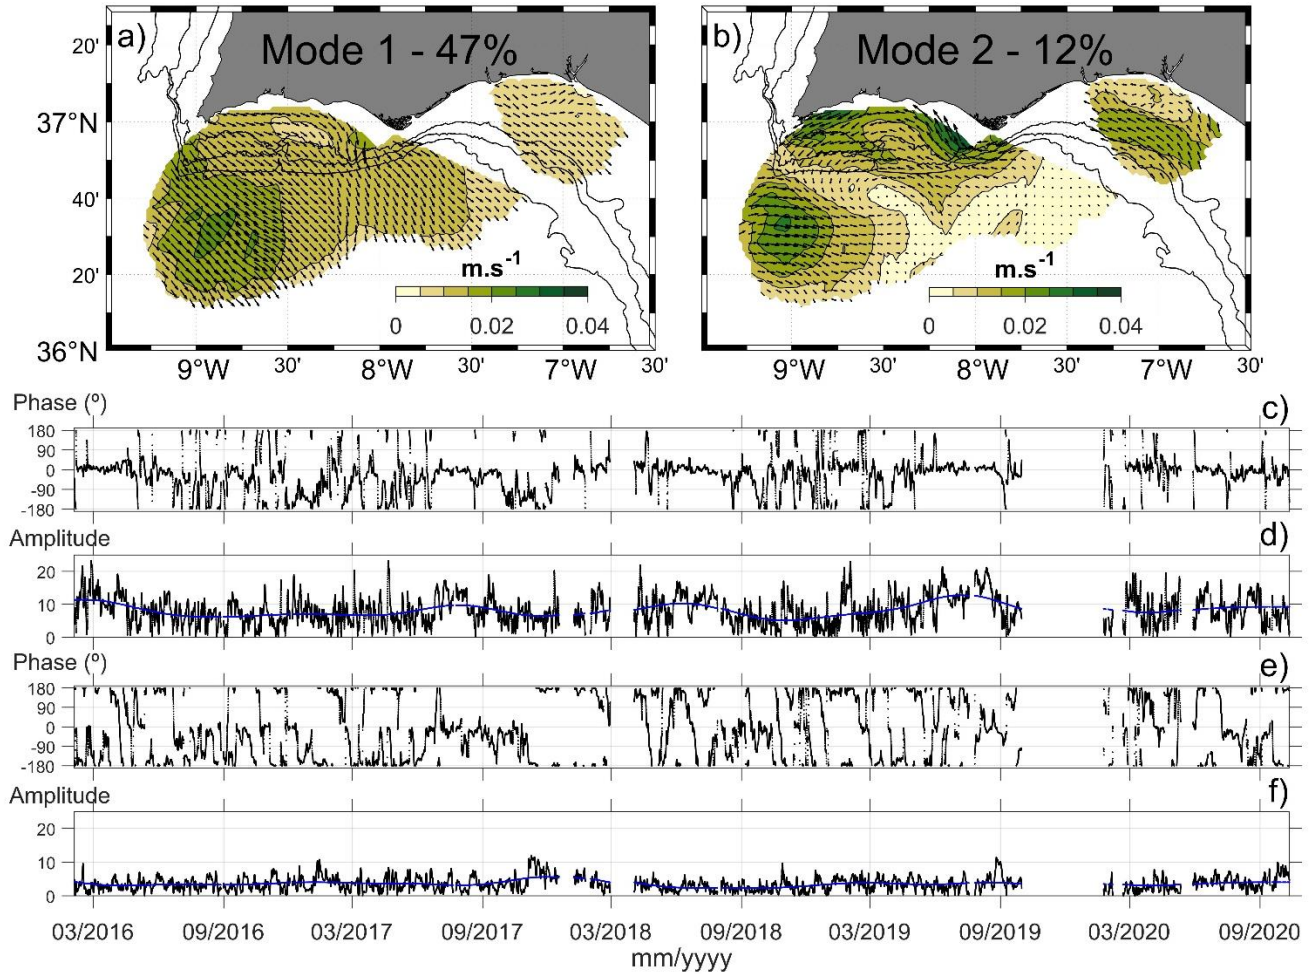 a) Mode 1 - 47%
b) Mode 2 - 12%
20'
37°N
40'
20'
36°N
m.s⁻¹
0 0.02 0.04
m.s⁻¹
0 0.02 0.04
9°W 30' 8°W 30' 7°W 30'
9°W 30' 8°W 30' 7°W 30'
Phase (º)
c)
180
90
0
-90
-180
Amplitude
d)
20
10
0
Phase (º)
e)
180
90
0
-90
-180
Amplitude
f)
20
10
0
03/2016 09/2016 03/2017 09/2017 03/2018 09/2018 03/2019 09/2019 03/2020 09/2020
mm/yyyy